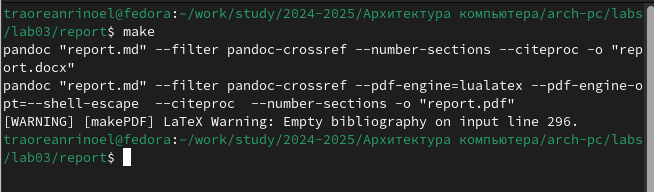 traoreanrinoel@fedora:~/work/study/2024-2025/Архитектура компьютера/arch-pc/labs
/lab03/report$ make
pandoc "report.md" --filter pandoc-crossref --number-sections --citeproc -o "rep
ort.docx"
pandoc "report.md" --filter pandoc-crossref --pdf-engine=lualatex --pdf-engine-o
pt=--shell-escape  --citeproc  --number-sections -o "report.pdf"
[WARNING] [makePDF] LaTeX Warning: Empty bibliography on input line 296.
traoreanrinoel@fedora:~/work/study/2024-2025/Архитектура компьютера/arch-pc/labs
/lab03/report$